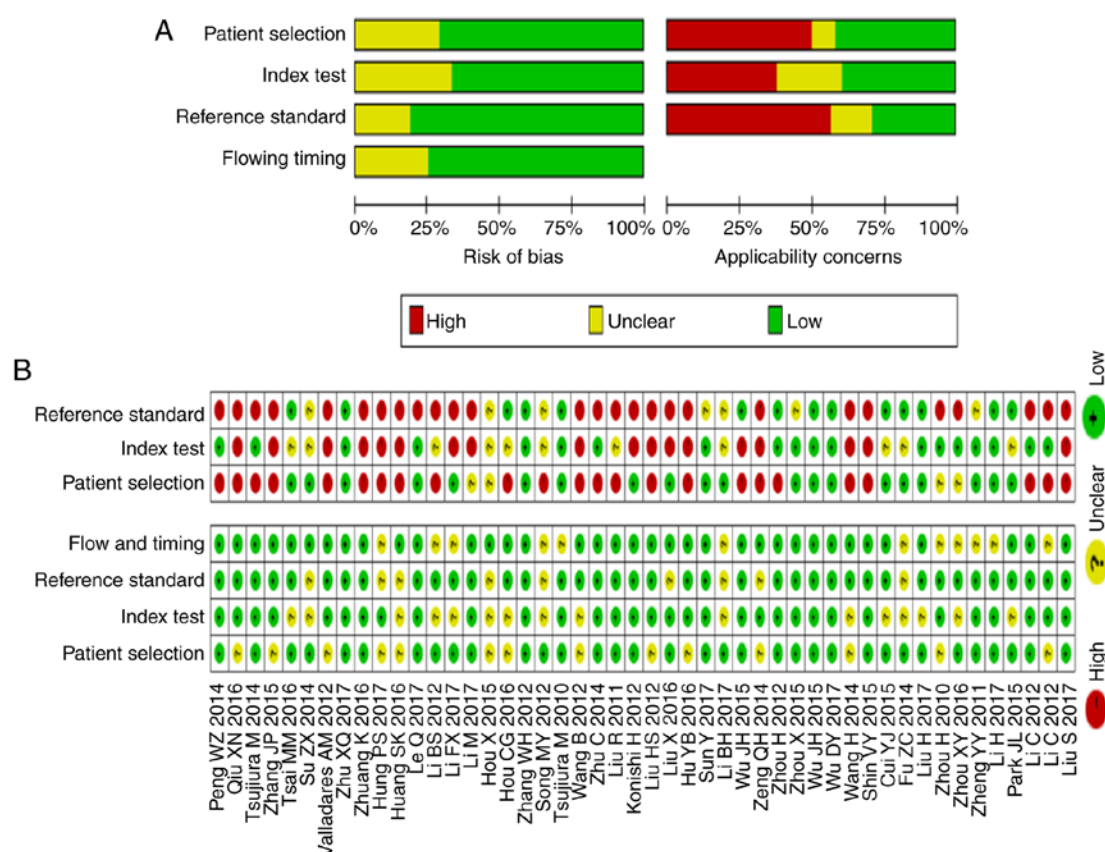 A
Patient selection
Index test
Reference standard
Flowing timing
0% 25% 50% 75% 100% 0% 25% 50% 75% 100%
Risk of bias Applicability concerns
High Unclear Low
B
Reference standard
Index test
Patient selection
Flow and timing
Reference standard
Index test
Patient selection
Peng WZ 2014
Qiu XN 2016
Tsujiura M 2014
Zhang JP 2015
Tsai MM 2016
Su ZX 2014
Valladares AM 2012
Zhu XQ 2017
Zhuang K 2016
Hung PS 2017
Huang SK 2016
Le Q 2017
Li BS 2012
Li FX 2017
Li M 2017
Hou X 2015
Hou CG 2016
Zhang WH 2012
Song MY 2012
Tsujiura M 2010
Wang B 2012
Zhu C 2014
Liu R 2011
Konishi H 2012
Liu HS 2012
Liu X 2016
Hu YB 2016
Sun Y 2017
Li BH 2017
Wu JH 2015
Zeng QH 2014
Zhou H 2012
Zhou X 2015
Wu JH 2015
Wu DY 2017
Wang H 2014
Shin VY 2015
Cui YJ 2015
Fu ZC 2014
Liu H 2017
Zhou H 2010
Zhou XY 2016
Zheng YY 2011
Li H 2017
Park JL 2015
Li C 2012
Li C 2012
Liu S 2017
High
Unclear
Low